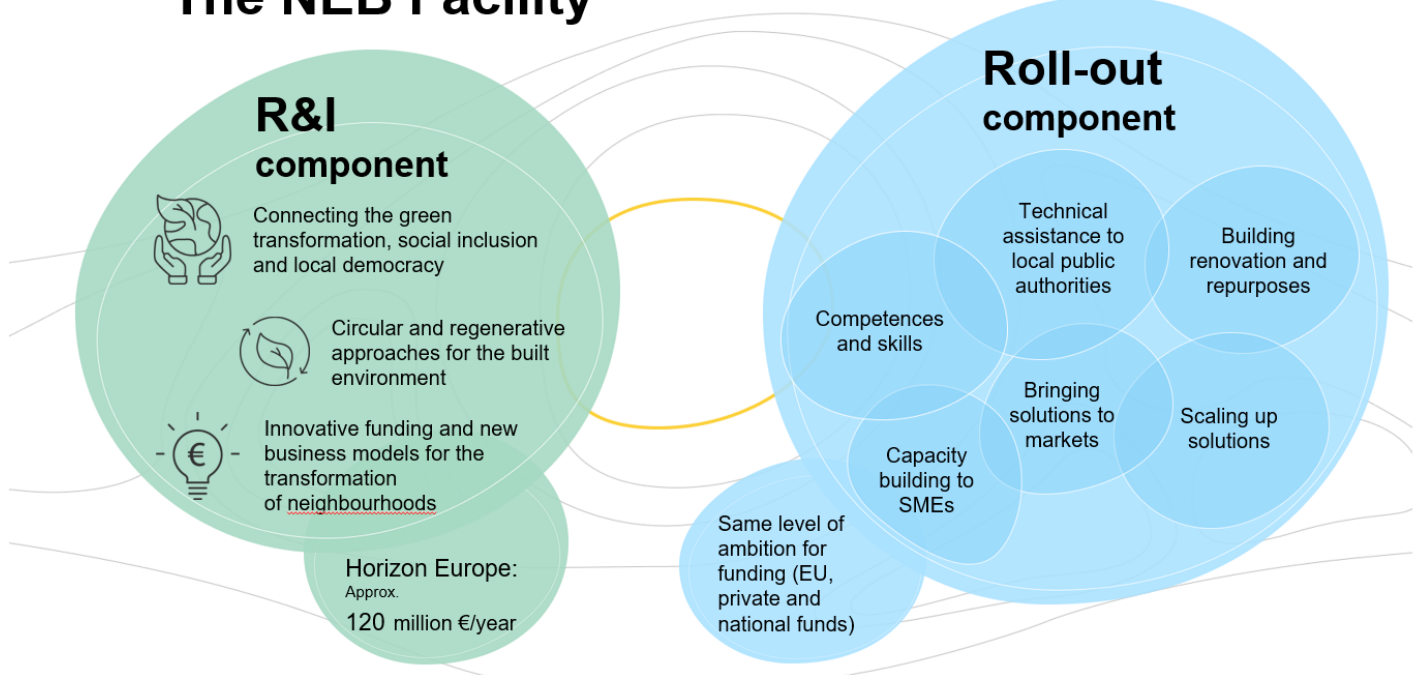 The NEB Facility
R&I
component
Connecting the green
transformation, social inclusion
and local democracy
Circular and regenerative
approaches for the built
environment
€
Innovative funding and new
business models for the
transformation
of neighbourhoods
Horizon Europe:
Approx.
120 million €/year
Roll-out
component
Technical
assistance to
local public
authorities
Building
renovation and
repurposes
Competences
and skills
Bringing
solutions to
markets
Scaling up
solutions
Capacity
building to
SMEs
Same level of
ambition for
funding (EU,
private and
national funds)